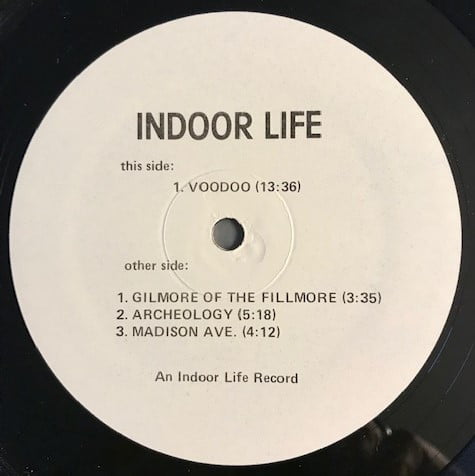 INDOOR LIFE
this side:
1. VOODOO (13:36)
other side:
1. GILMORE OF THE FILLMORE (3:35)
2. ARCHEOLOGY (5:18)
3. MADISON AVE. (4:12)
An Indoor Life Record